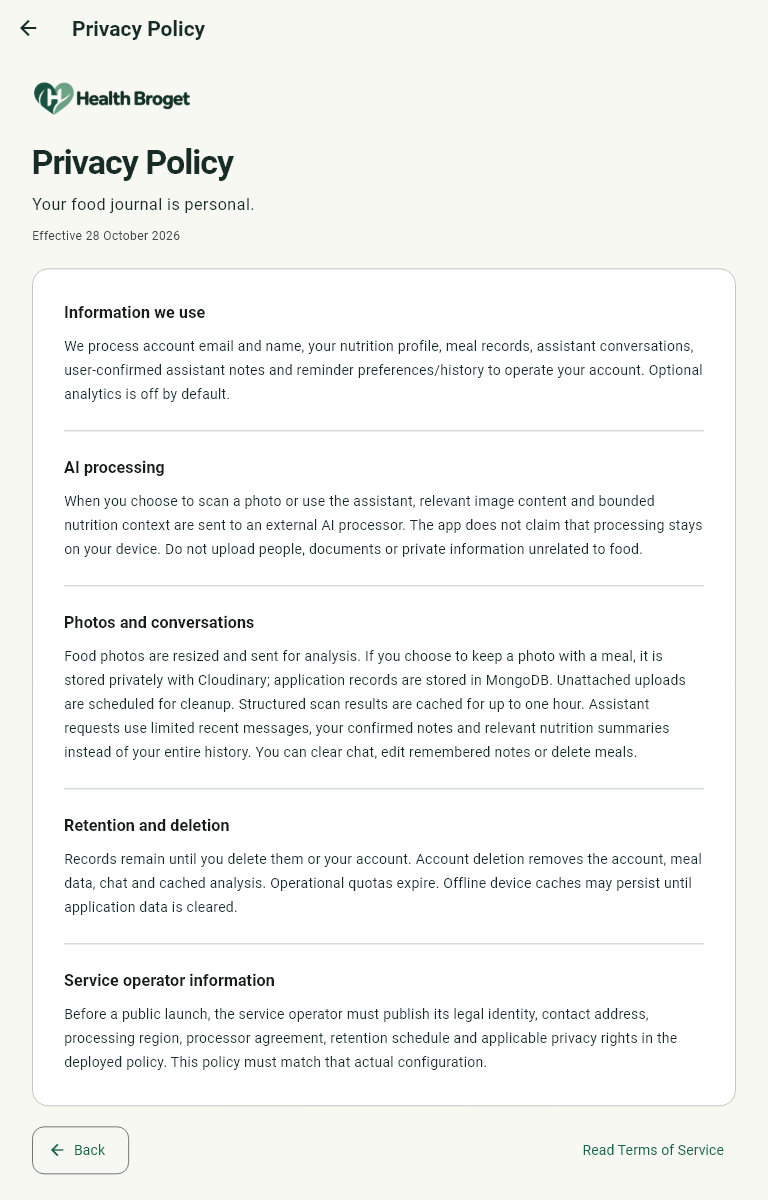 Privacy Policy
Health Broget
Privacy Policy
Your food journal is personal.
Effective 28 October 2026
Information we use
We process account email and name, your nutrition profile, meal records, assistant conversations,
user-confirmed assistant notes and reminder preferences/history to operate your account. Optional
analytics is off by default.
AI processing
When you choose to scan a photo or use the assistant, relevant image content and bounded
nutrition context are sent to an external AI processor. The app does not claim that processing stays
on your device. Do not upload people, documents or private information unrelated to food.
Photos and conversations
Food photos are resized and sent for analysis. If you choose to keep a photo with a meal, it is
stored privately with Cloudinary; application records are stored in MongoDB. Unattached uploads
are scheduled for cleanup. Structured scan results are cached for up to one hour. Assistant
requests use limited recent messages, your confirmed notes and relevant nutrition summaries
instead of your entire history. You can clear chat, edit remembered notes or delete meals.
Retention and deletion
Records remain until you delete them or your account. Account deletion removes the account, meal
data, chat and cached analysis. Operational quotas expire. Offline device caches may persist until
application data is cleared.
Service operator information
Before a public launch, the service operator must publish its legal identity, contact address,
processing region, processor agreement, retention schedule and applicable privacy rights in the
deployed policy. This policy must match that actual configuration.
Back
Read Terms of Service